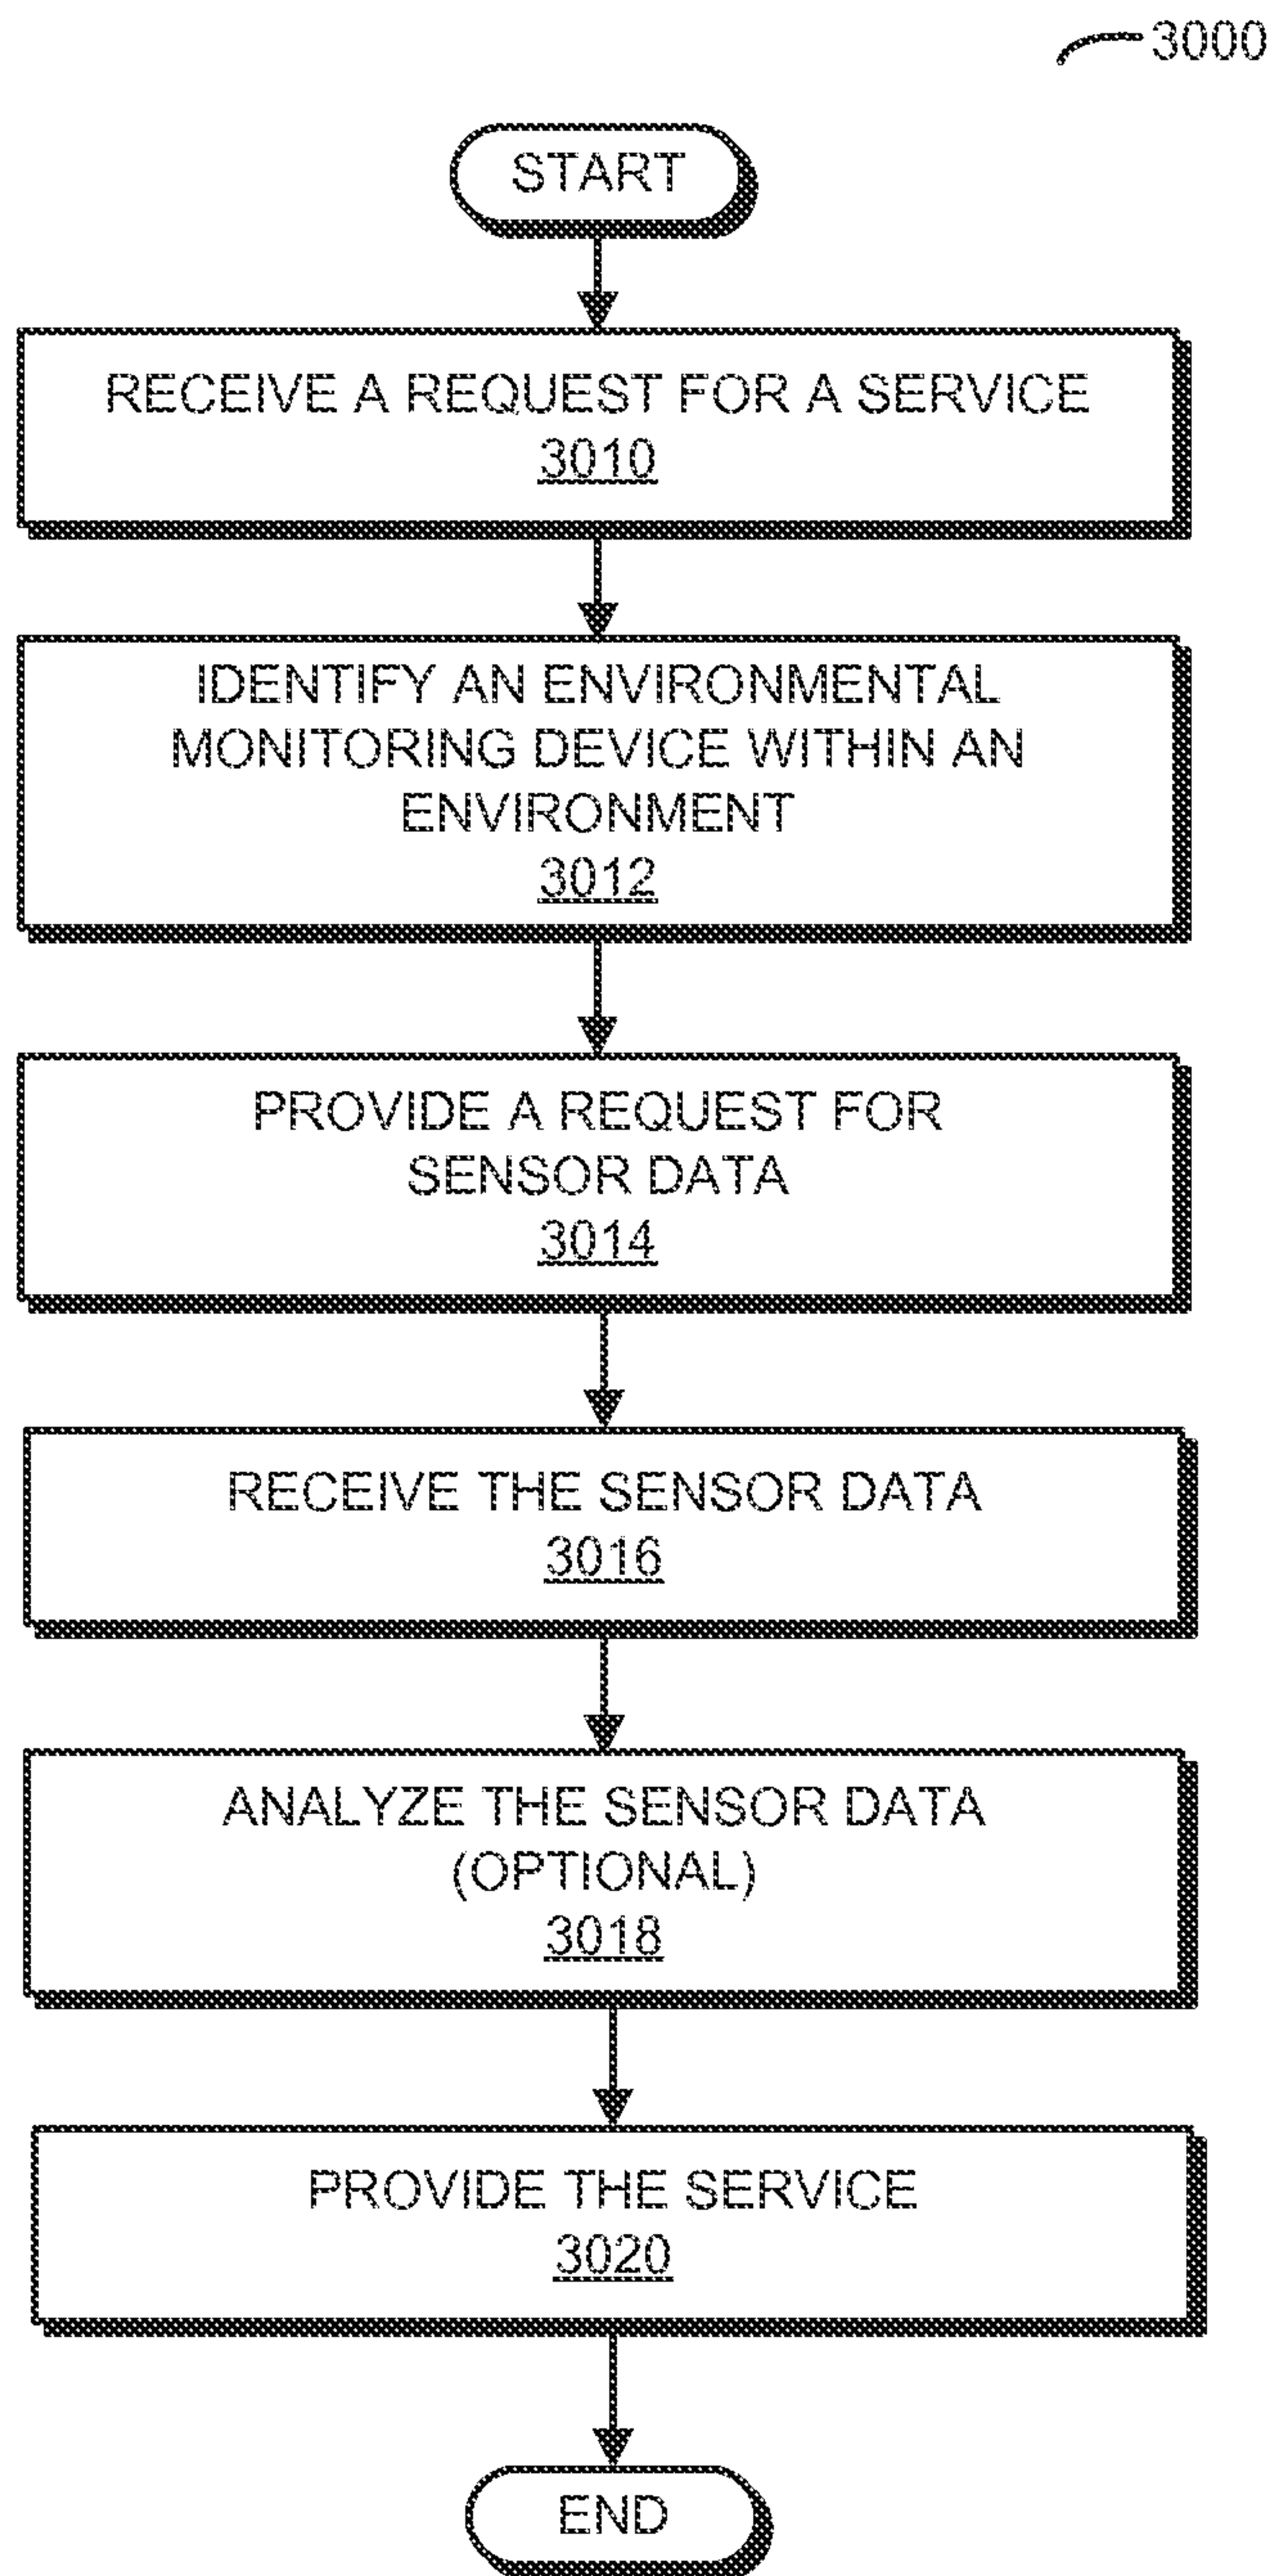 3000
START
RECEIVE A REQUEST FOR A SERVICE
3010
IDENTIFY AN ENVIRONMENTAL
MONITORING DEVICE WITHIN AN
ENVIRONMENT
3012
PROVIDE A REQUEST FOR
SENSOR DATA
3014
RECEIVE THE SENSOR DATA
3016
ANALYZE THE SENSOR DATA
(OPTIONAL)
3018
PROVIDE THE SERVICE
3020
END